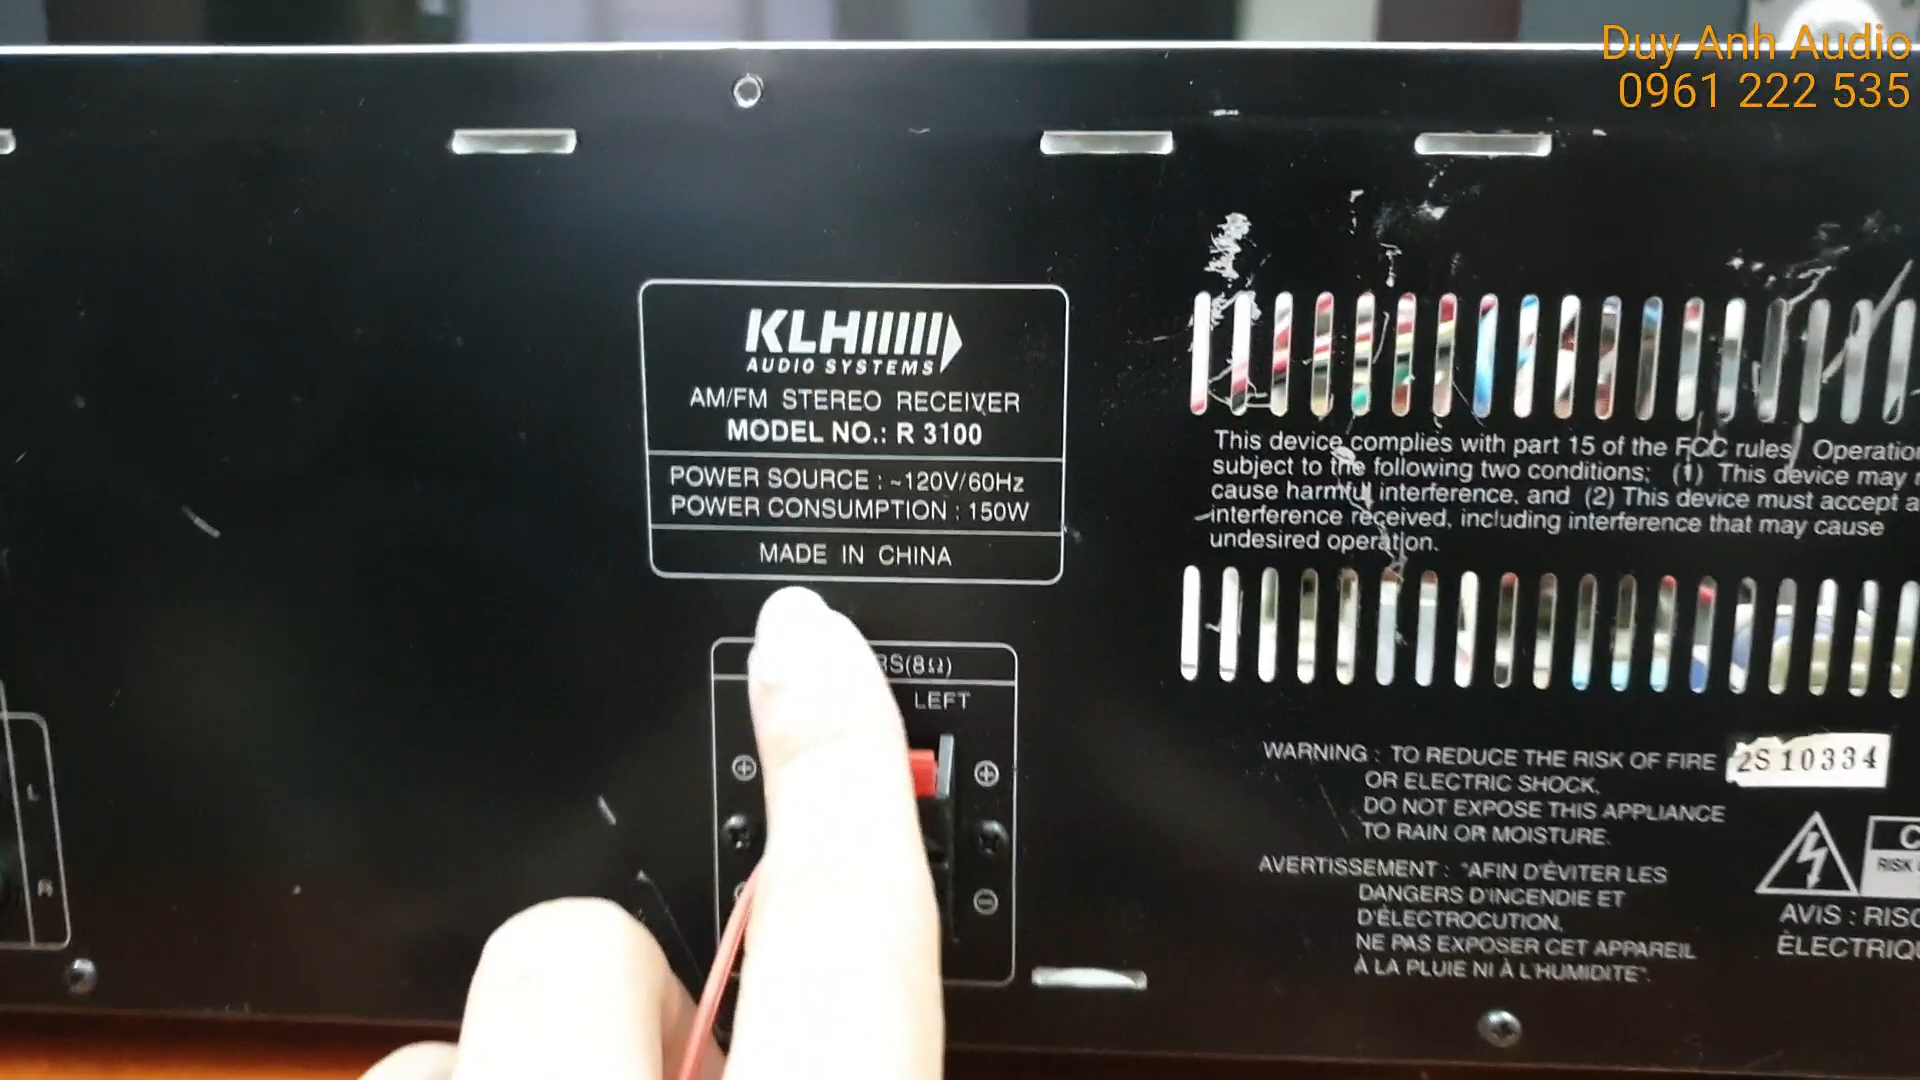 Duy Anh Audio
0961 222 535
KLH
AUDIO SYSTEMS
AM/FM STEREO RECEIVER
MODEL NO.: R 3100
POWER SOURCE : ~120V/60Hz
POWER CONSUMPTION : 150W
MADE IN CHINA
(8Ω)
LEFT
L
R
This device complies with part 15 of the FCC rules
subject to the following two conditions; (1) This device may
cause harmful interference, and (2) This device must accept
interference received, including interference that may cause
undesired operation.
WARNING : TO REDUCE THE RISK OF FIRE
OR ELECTRIC SHOCK,
DO NOT EXPOSE THIS APPLIANCE
TO RAIN OR MOISTURE.
2S 10334
AVERTISSEMENT : "AFIN D'ÉVITER LES
DANGERS D'INCENDIE ET
D'ÉLECTROCUTION,
NE PAS EXPOSER CET APPAREIL
À LA PLUIE NI À L'HUMIDITE".
RISK
AVIS :